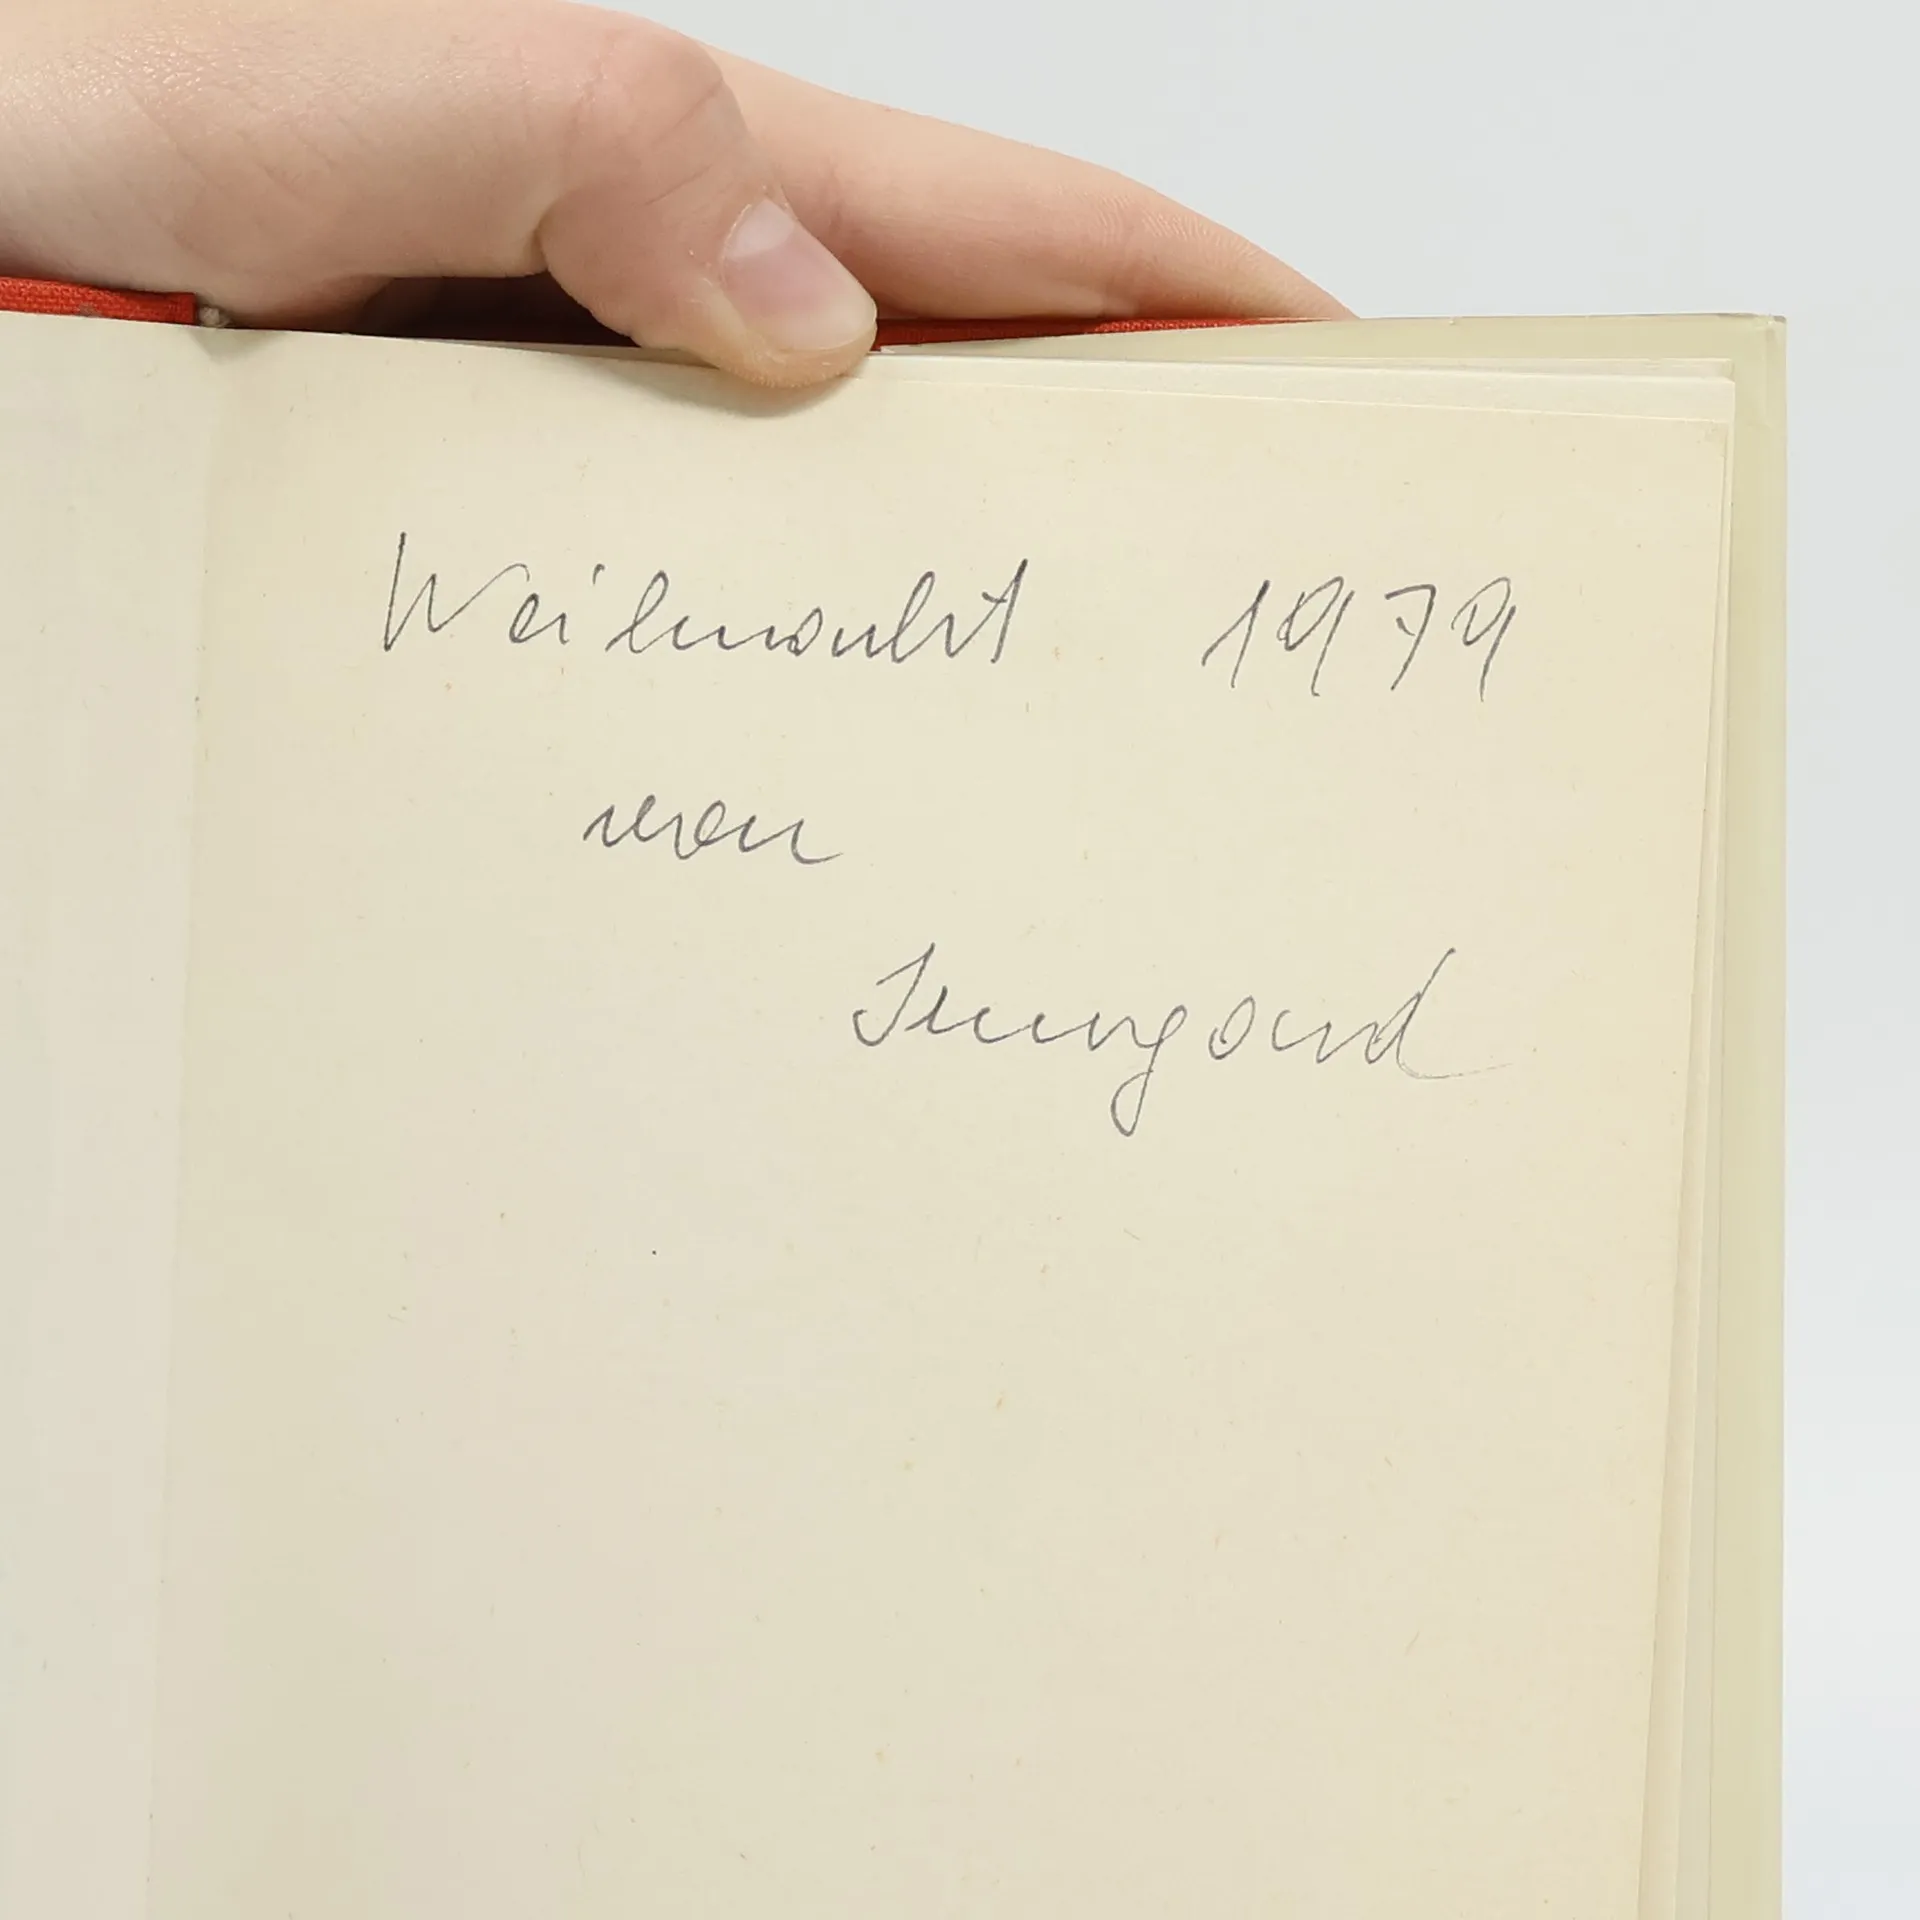 Weihnacht 1979
von
Irmgard